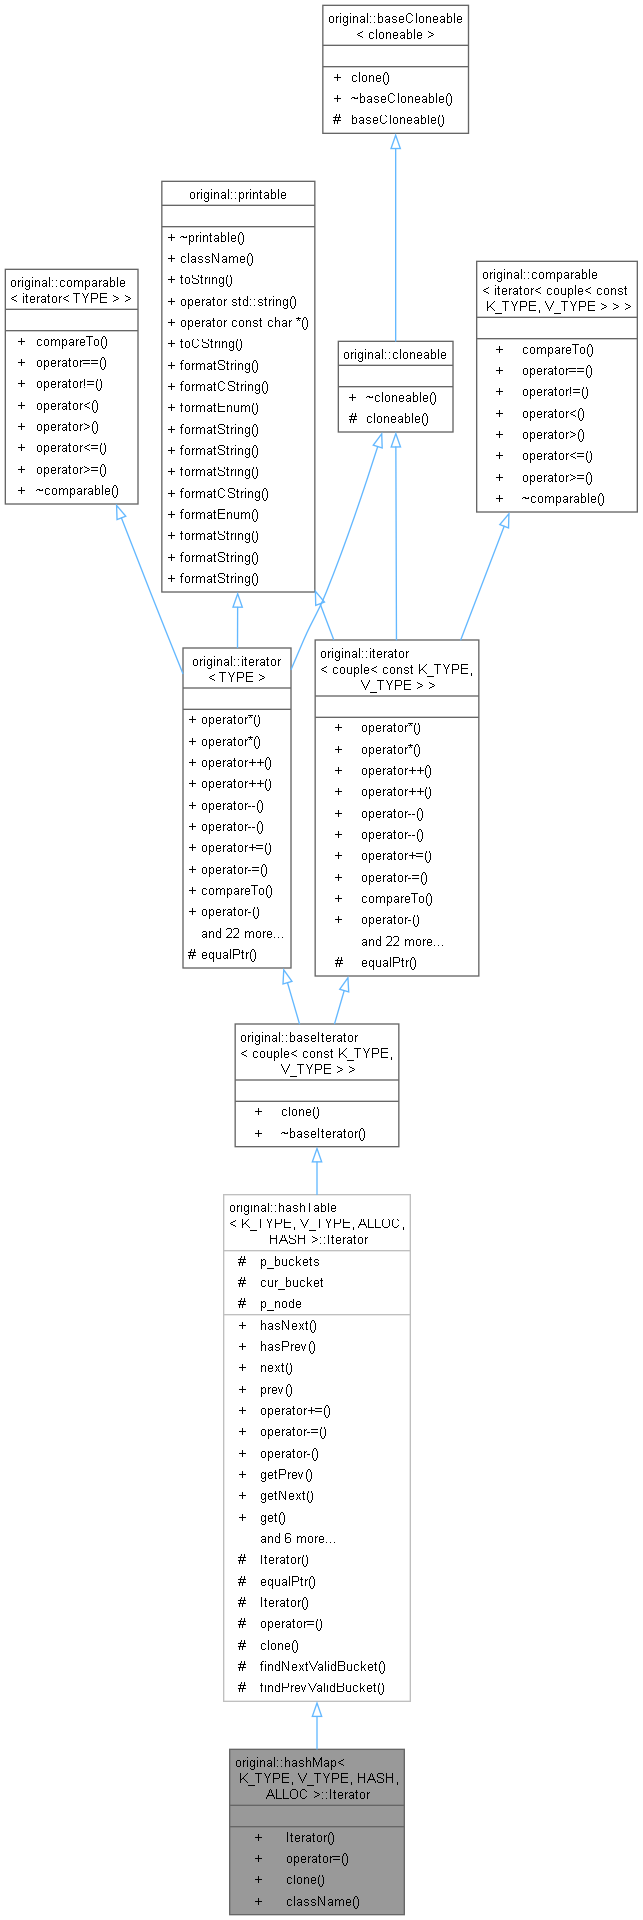 original::baseCloneable
< cloneable >
+ clone()
+ ~baseCloneable()
# baseCloneable()
original::printable
+ ~printable()
+ className()
+ toString()
+ operator std::string()
+ operator const char *()
+ toCString()
+ formatString()
+ formatCString()
+ formatEnum()
+ formatString()
+ formatString()
+ formatString()
+ formatCString()
+ formatEnum()
+ formatString()
+ formatString()
+ formatString()
original::comparable
< iterator< TYPE > >
+ compareTo()
+ operator==()
+ operator!=()
+ operator<()
+ operator>()
+ operator<=()
+ operator>=()
+ ~comparable()
original::cloneable
+ ~cloneable()
# cloneable()
original::comparable
< iterator< couple< const
K_TYPE, V_TYPE > > >
+ compareTo()
+ operator==()
+ operator!=()
+ operator<()
+ operator>()
+ operator<=()
+ operator>=()
+ ~comparable()
original::iterator
< TYPE >
+ operator*()
+ operator*()
+ operator++()
+ operator++()
+ operator--()
+ operator--()
+ operator+=()
+ operator-=()
+ compareTo()
+ operator-()
and 22 more...
# equalPtr()
original::iterator
< couple< const K_TYPE,
V_TYPE > >
+ operator*()
+ operator*()
+ operator++()
+ operator++()
+ operator--()
+ operator--()
+ operator+=()
+ operator-=()
+ compareTo()
+ operator-()
and 22 more...
# equalPtr()
original::baseIterator
< couple< const K_TYPE,
V_TYPE > >
+ clone()
+ ~baseIterator()
original::hashTable
< K_TYPE, V_TYPE, ALLOC,
HASH >::Iterator
# p_buckets
# cur_bucket
# p_node
+ hasNext()
+ hasPrev()
+ next()
+ prev()
+ operator+=()
+ operator-=()
+ operator-()
+ getPrev()
+ getNext()
+ get()
and 6 more...
# Iterator()
# equalPtr()
# Iterator()
# operator=()
# clone()
# findNextValidBucket()
# findPrevValidBucket()
original::hashMap<
K_TYPE, V_TYPE, HASH,
ALLOC >::Iterator
+ Iterator()
+ operator=()
+ clone()
+ className()